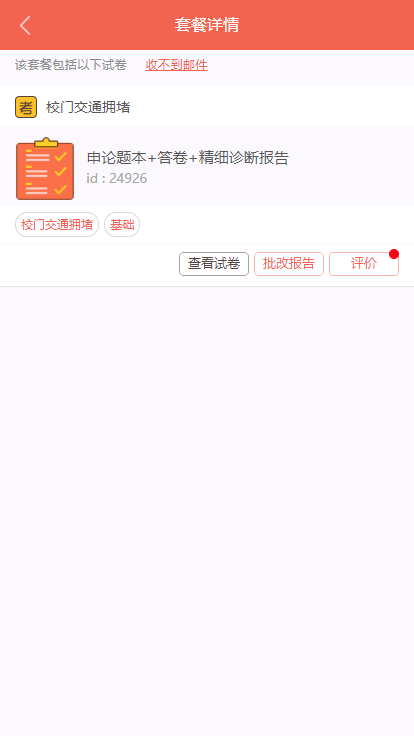 套餐详情
该套餐包括以下试卷 收不到邮件
考 校门交通拥堵
申论题本+答卷+精细诊断报告
id : 24926
校门交通拥堵 基础
查看试卷 批改报告 评价